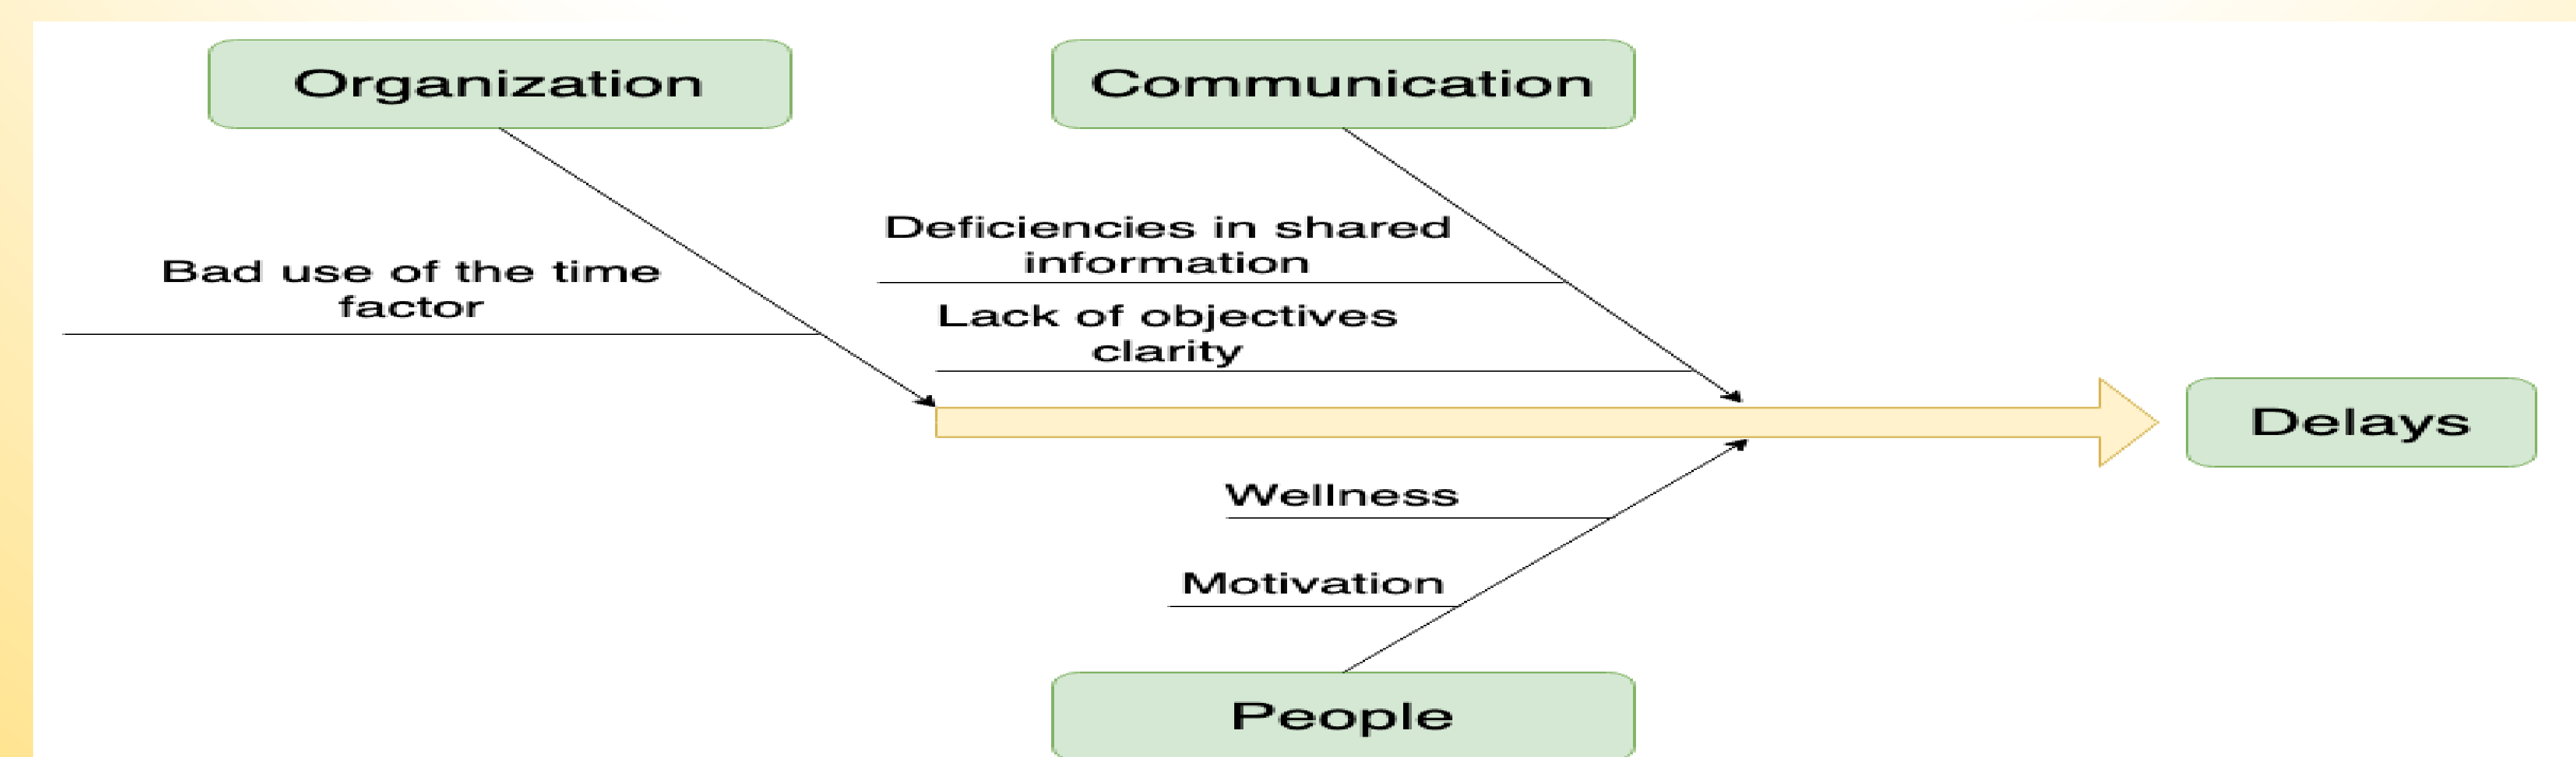 Organization
Communication
Deficiencies in shared
information
Bad use of the time
factor
Lack of objectives
clarity
Delays
Wellness
Motivation
People